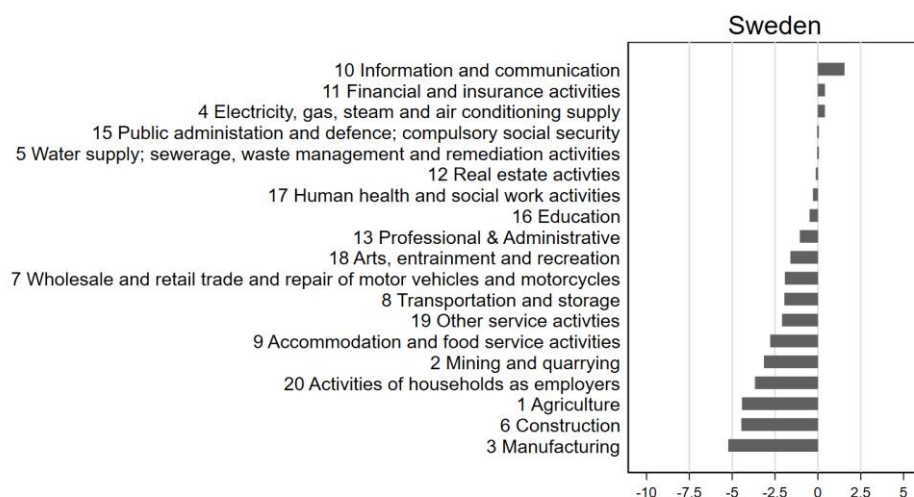 Sweden
10 Information and communication
11 Financial and insurance activities
4 Electricity, gas, steam and air conditioning supply
15 Public administation and defence; compulsory social security
5 Water supply; sewerage, waste management and remediation activities
12 Real estate activties
17 Human health and social work activities
16 Education
13 Professional & Administrative
18 Arts, entrainment and recreation
7 Wholesale and retail trade and repair of motor vehicles and motorcycles
8 Transportation and storage
19 Other service activties
9 Accommodation and food service activities
2 Mining and quarrying
20 Activities of households as employers
1 Agriculture
6 Construction
3 Manufacturing
-10 -7.5 -5 -2.5 0 2.5 5